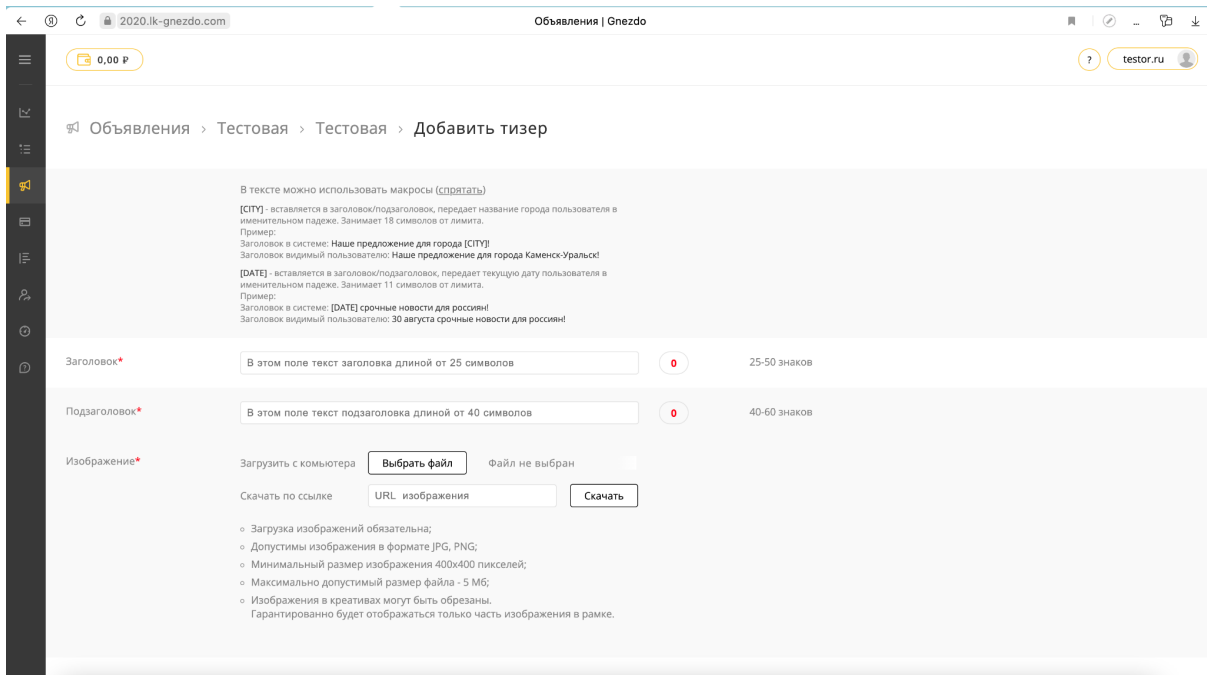 2020.lk-gnezdo.com
Объявления | Gnezdo
...
0,00 ₽
?
testor.ru
Объявления › Тестовая › Тестовая › Добавить тизер
В тексте можно использовать макросы (спрятать)
[CITY] - вставляется в заголовок/подзаголовок, передает название города пользователя в
именительном падеже. Занимает 18 символов от лимита.
Пример:
Заголовок в системе: Наше предложение для города [CITY]!
Заголовок видимый пользователю: Наше предложение для города Каменск-Уральск!
[DATE] - вставляется в заголовок/подзаголовок, передает текущую дату пользователя в
именительном падеже. Занимает 11 символов от лимита.
Пример:
Заголовок в системе: [DATE] срочные новости для россиян!
Заголовок видимый пользователю: 30 августа срочные новости для россиян!
Заголовок* В этом поле текст заголовка длиной от 25 символов 0 25-50 знаков
Подзаголовок* В этом поле текст подзаголовка длиной от 40 символов 0 40-60 знаков
Изображение* Загрузить с комьютера Выбрать файл Файл не выбран
Скачать по ссылке URL изображения Скачать
Загрузка изображений обязательна;
Допустимы изображения в формате JPG, PNG;
Минимальный размер изображения 400x400 пикселей;
Максимально допустимый размер файла - 5 Мб;
Изображения в креативах могут быть обрезаны.
Гарантированно будет отображаться только часть изображения в рамке.